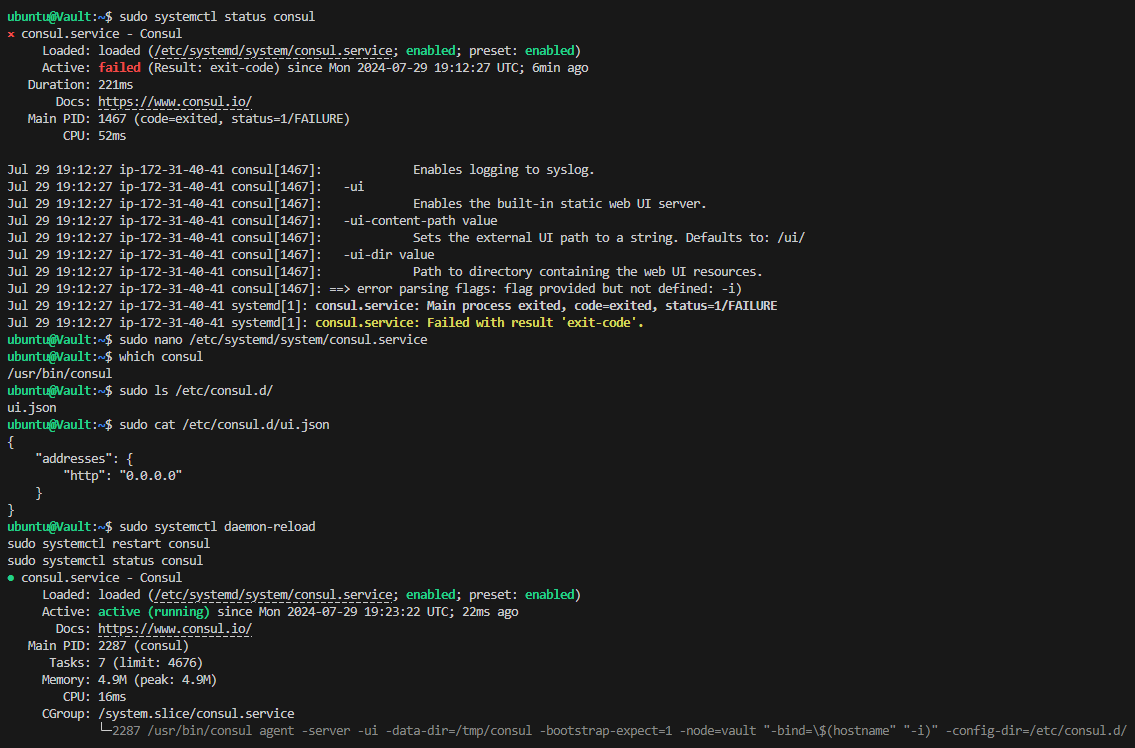 ubuntu@Vault:~$ sudo systemctl status consul
× consul.service - Consul
     Loaded: loaded (/etc/systemd/system/consul.service; enabled; preset: enabled)
     Active: failed (Result: exit-code) since Mon 2024-07-29 19:12:27 UTC; 6min ago
   Duration: 221ms
       Docs: https://www.consul.io/
   Main PID: 1467 (code=exited, status=1/FAILURE)
        CPU: 52ms

Jul 29 19:12:27 ip-172-31-40-41 consul[1467]:             Enables logging to syslog.
Jul 29 19:12:27 ip-172-31-40-41 consul[1467]:   -ui
Jul 29 19:12:27 ip-172-31-40-41 consul[1467]:             Enables the built-in static web UI server.
Jul 29 19:12:27 ip-172-31-40-41 consul[1467]:   -ui-content-path value
Jul 29 19:12:27 ip-172-31-40-41 consul[1467]:             Sets the external UI path to a string. Defaults to: /ui/
Jul 29 19:12:27 ip-172-31-40-41 consul[1467]:   -ui-dir value
Jul 29 19:12:27 ip-172-31-40-41 consul[1467]:             Path to directory containing the web UI resources.
Jul 29 19:12:27 ip-172-31-40-41 consul[1467]: ==> error parsing flags: flag provided but not defined: -i)
Jul 29 19:12:27 ip-172-31-40-41 systemd[1]: consul.service: Main process exited, code=exited, status=1/FAILURE
Jul 29 19:12:27 ip-172-31-40-41 systemd[1]: consul.service: Failed with result 'exit-code'.
ubuntu@Vault:~$ sudo nano /etc/systemd/system/consul.service
ubuntu@Vault:~$ which consul
/usr/bin/consul
ubuntu@Vault:~$ sudo ls /etc/consul.d/
ui.json
ubuntu@Vault:~$ sudo cat /etc/consul.d/ui.json
{
    "addresses": {
        "http": "0.0.0.0"
    }
}
ubuntu@Vault:~$ sudo systemctl daemon-reload
sudo systemctl restart consul
sudo systemctl status consul
● consul.service - Consul
     Loaded: loaded (/etc/systemd/system/consul.service; enabled; preset: enabled)
     Active: active (running) since Mon 2024-07-29 19:23:22 UTC; 22ms ago
       Docs: https://www.consul.io/
   Main PID: 2287 (consul)
      Tasks: 7 (limit: 4676)
     Memory: 4.9M (peak: 4.9M)
        CPU: 16ms
     CGroup: /system.slice/consul.service
             └─2287 /usr/bin/consul agent -server -ui -data-dir=/tmp/consul -bootstrap-expect=1 -node=vault "-bind=\$(hostname" "-i)" -config-dir=/etc/consul.d/